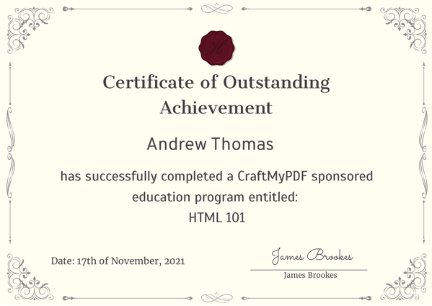 Certificate of Outstanding
Achievement
Andrew Thomas
has successfully completed a CraftMyPDF sponsored
education program entitled:
HTML 101
Date: 17th of November, 2021
James Brookes
James Brookes